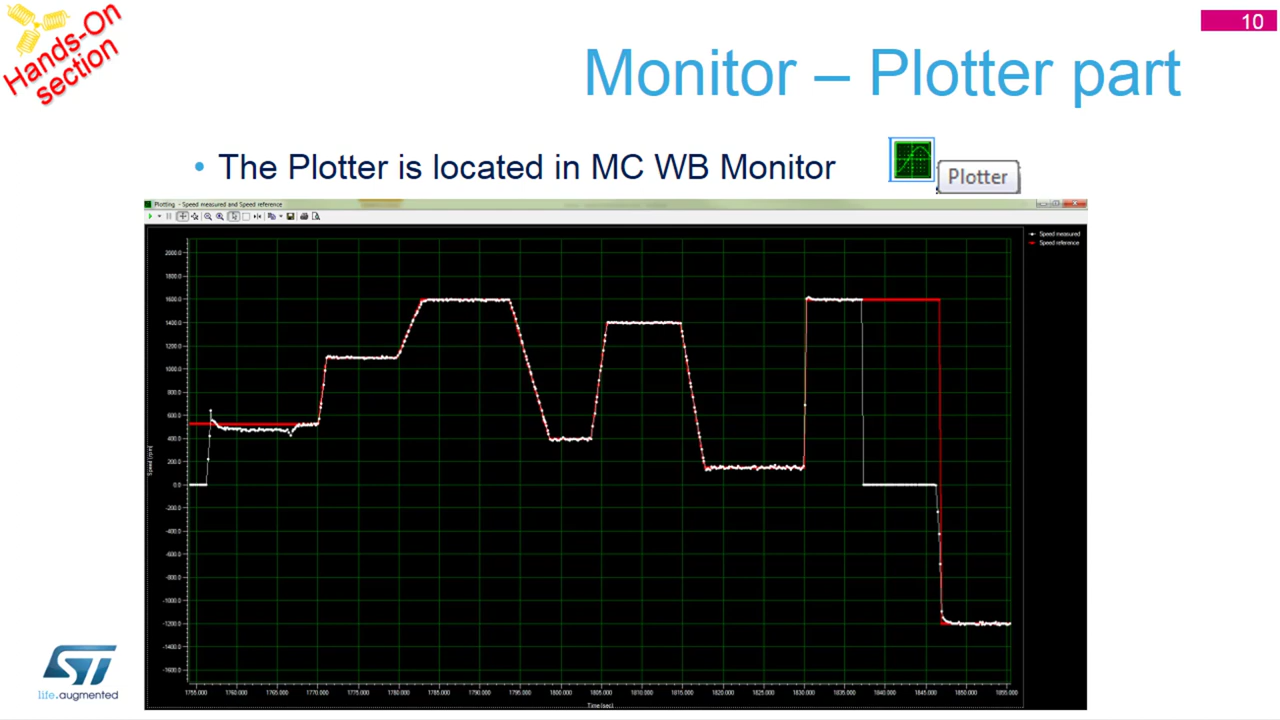 Hands-On
section
10
Monitor – Plotter part
• The Plotter is located in MC WB Monitor
Plotter
Plotting - Speed measured and Speed reference
Speed measured
Speed reference
2000.0
1800.0
1600.0
1400.0
1200.0
1000.0
800.0
600.0
400.0
200.0
0.0
-200.0
-400.0
-600.0
-800.0
-1000.0
-1200.0
-1400.0
-1600.0
Speed [rpm]
1755.000 1760.000 1765.000 1770.000 1775.000 1780.000 1785.000 1790.000 1795.000 1800.000 1805.000 1810.000 1815.000 1820.000 1825.000 1830.000 1835.000 1840.000 1845.000 1850.000 1855.000
Time [sec]
ST
life.augmented